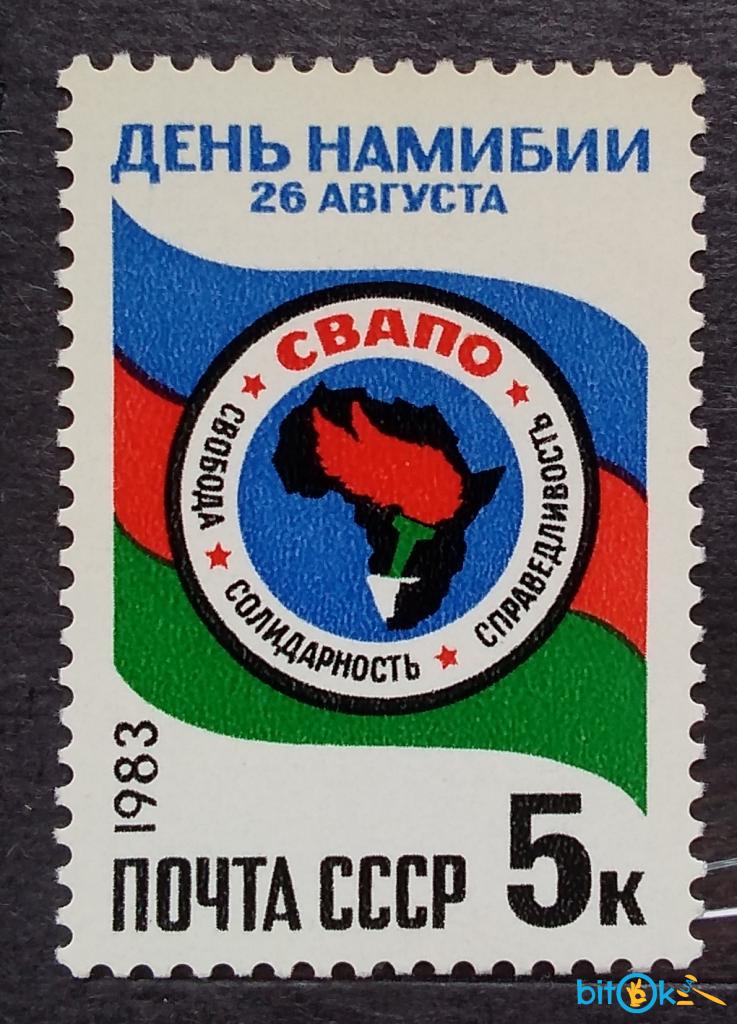 ДЕНЬ НАМИБИИ
26 АВГУСТА
СВАПО
СВОБОДА
СОЛИДАРНОСТЬ
СПРАВЕДЛИВОСТЬ
1983
ПОЧТА СССР 5к
bitOk